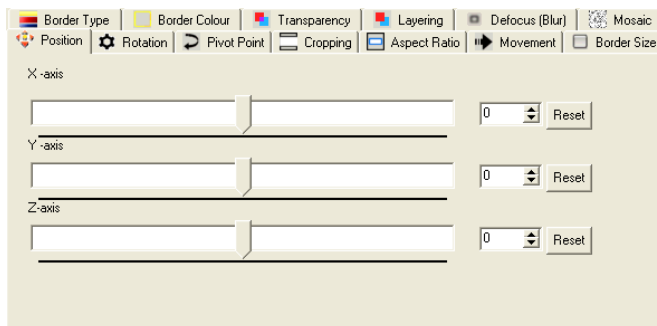 Border Type Border Colour Transparency Layering Defocus (Blur) Mosaic
Position Rotation Pivot Point Cropping Aspect Ratio Movement Border Size
X -axis
0 Reset
Y -axis
0 Reset
Z-axis
0 Reset